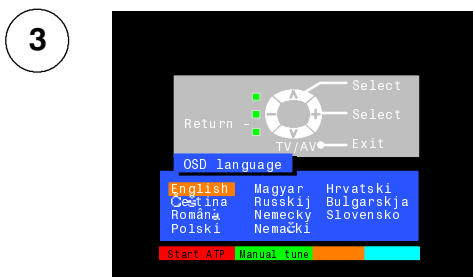 3
Select
Select
Return
TV/AV Exit
OSD language
English Magyar Hrvatski
Čeština Russkij Bulgarskja
Română Nemecky Slovensko
Polski Nemački
Start ATP Manual tune